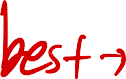 best →